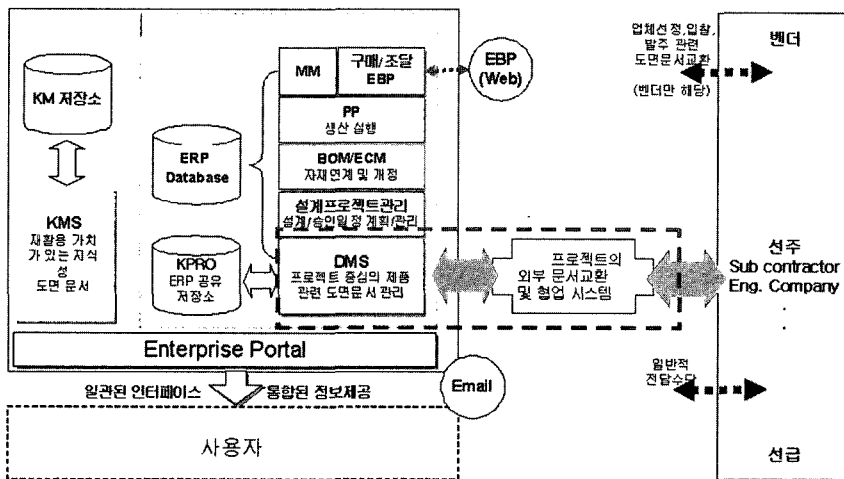 KM 저장소
KMS
재활용 가치
가 있는 지식
성
도면 문서
ERP
Database
KPRO
ERP 공유
저장소
MM
구매/조달
EBP
PP
생산 실행
BOM/ECM
자재연계 및 개정
설계프로젝트관리
설계/승인일정 계획/관리
DMS
프로젝트 중심의 제품
관련 도면문서 관리
EBP
(Web)
프로젝트의
외부 문서교환
및 협업 시스템
업체선정,입찰,
발주 관련
도면문서교환
(벤더만 해당)
벤더
선주
Sub contractor
Eng. Company
.
.
일반적
전달수단
선급
Enterprise Portal
일관된 인터페이스
통합된 정보제공
Email
사용자